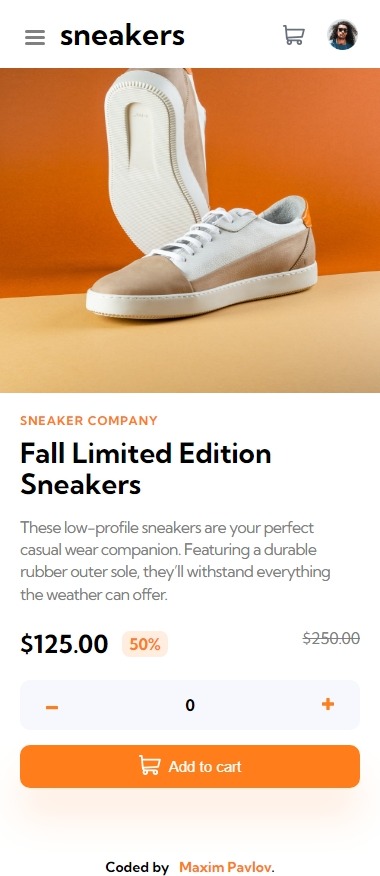 sneakers
SNEAKER COMPANY
Fall Limited Edition
Sneakers
These low-profile sneakers are your perfect
casual wear companion. Featuring a durable
rubber outer sole, they'll withstand everything
the weather can offer.
$125.00 50% $250.00
– 0 +
Add to cart
Coded by Maxim Pavlov.